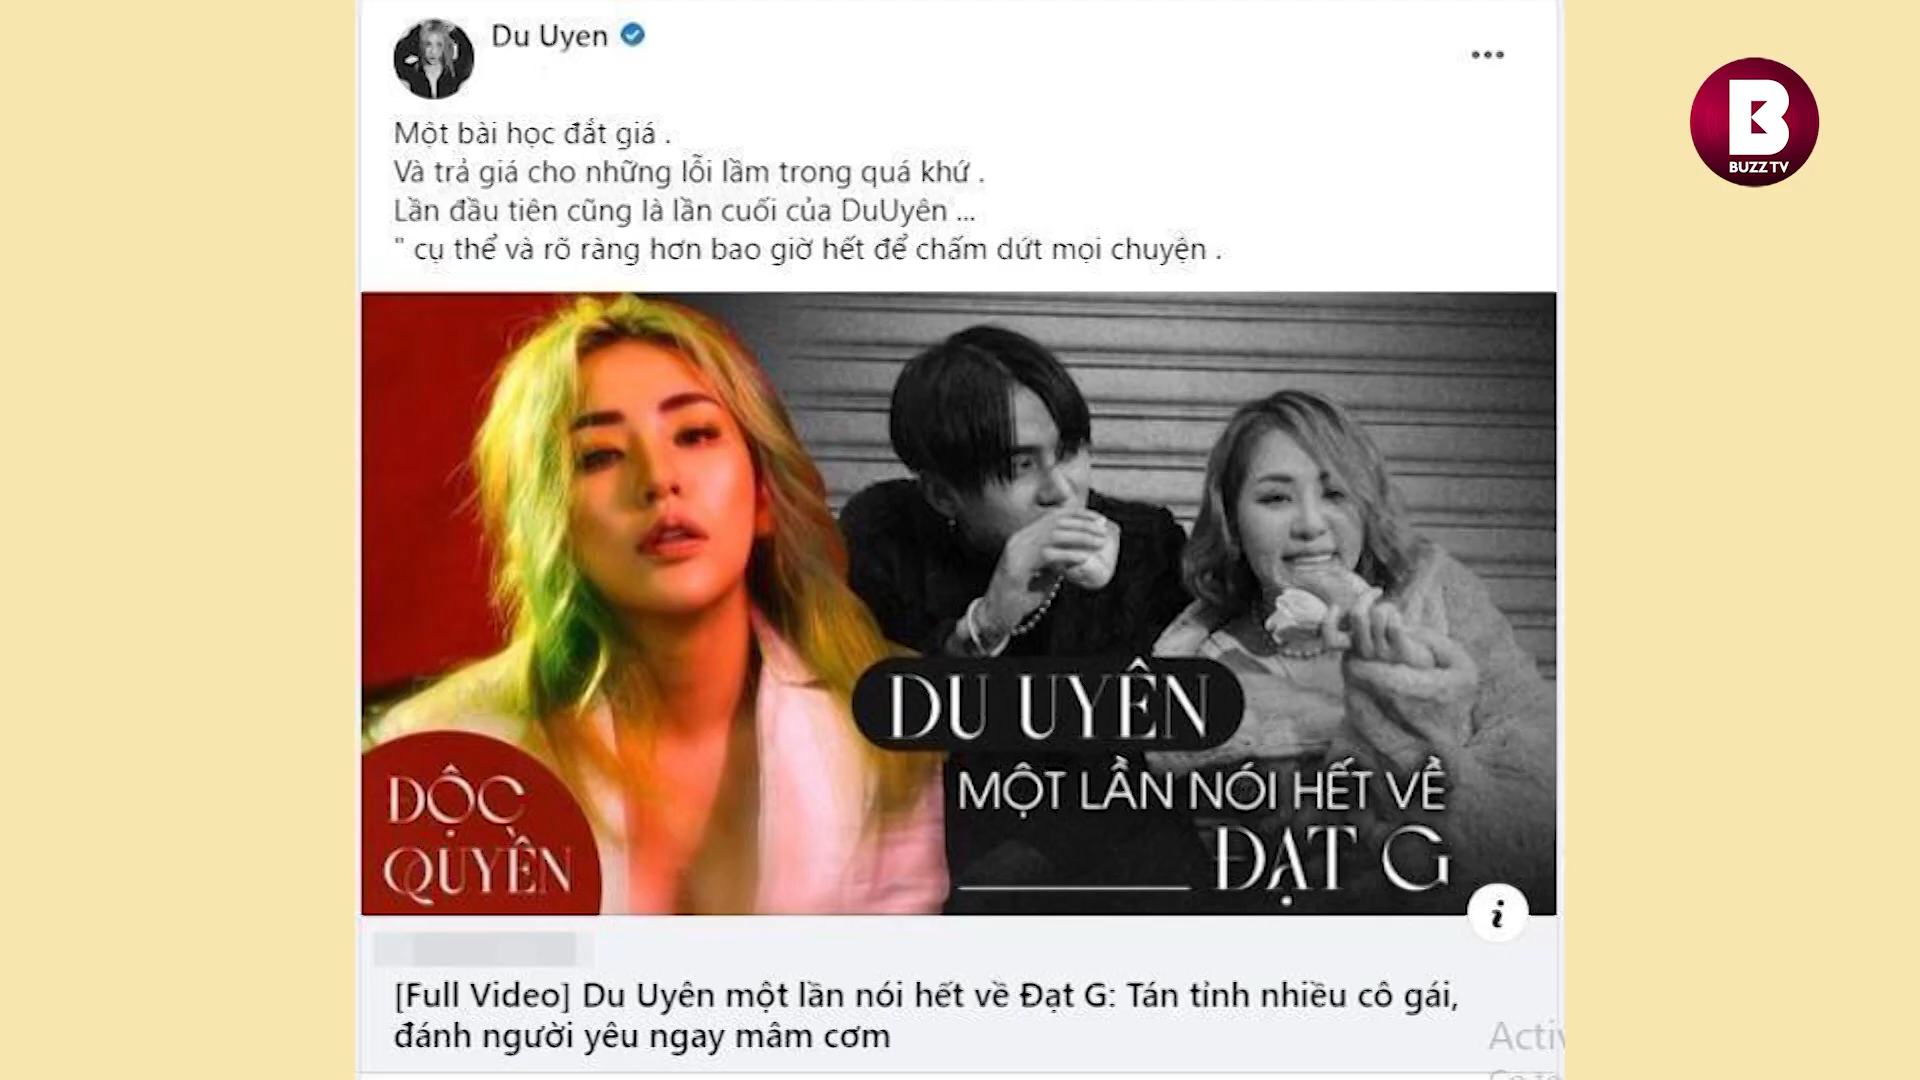 Du Uyen
B
BUZZ TV
Một bài học đắt giá .
Và trả giá cho những lỗi lầm trong quá khứ .
Lần đầu tiên cũng là lần cuối của DuUyên ...
" cụ thể và rõ ràng hơn bao giờ hết để chấm dứt mọi chuyện .
DU UYÊN
MỘT LẦN NÓI HẾT VỀ
ĐẠT G
ĐỘC
QUYỀN
i
[Full Video] Du Uyên một lần nói hết về Đạt G: Tán tỉnh nhiều cô gái,
đánh người yêu ngay mâm cơm